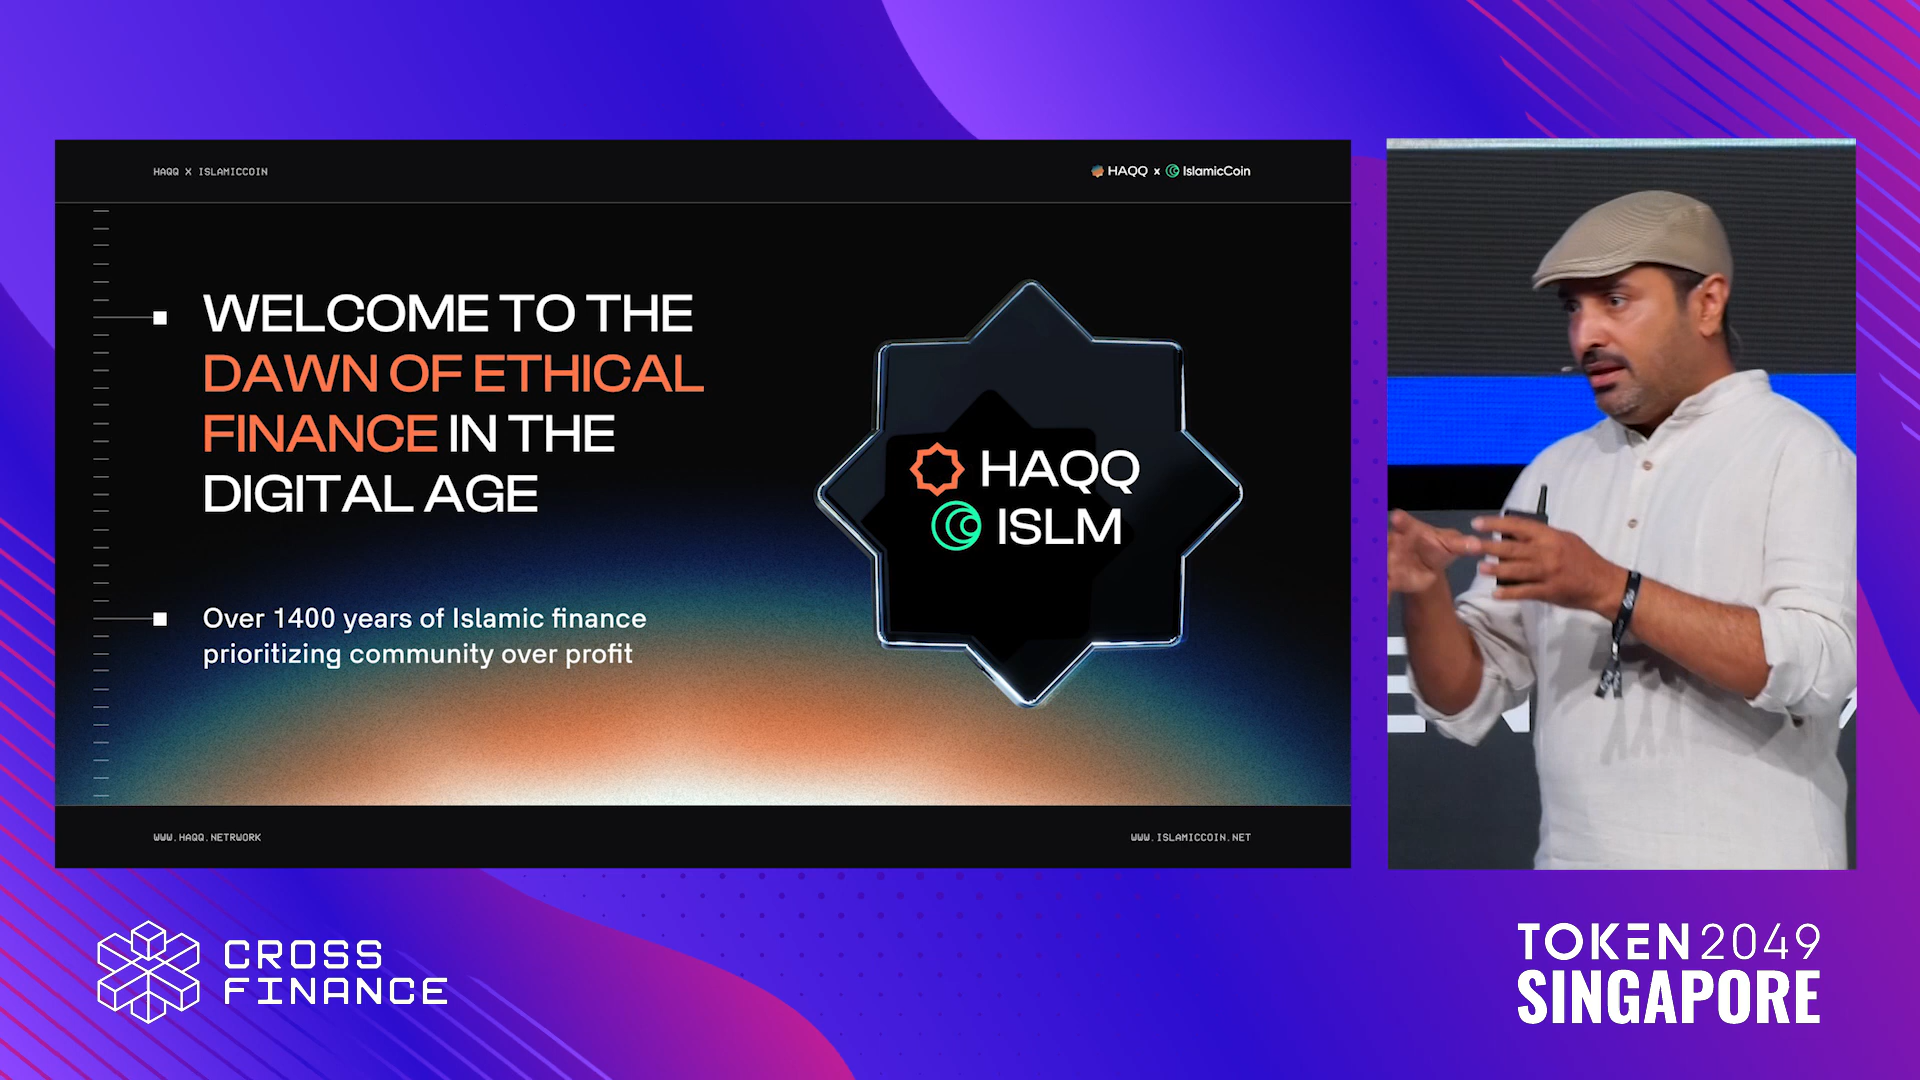 HAQQ X ISLAMICCOIN
HAQQ x IslamicCoin
WELCOME TO THE
DAWN OF ETHICAL
FINANCE IN THE
DIGITAL AGE
Over 1400 years of Islamic finance
prioritizing community over profit
HAQQ
ISLM
WWW.HAQQ.NETRWORK
WWW.ISLAMICCOIN.NET
CROSS
FINANCE
TOKEN2049
SINGAPORE